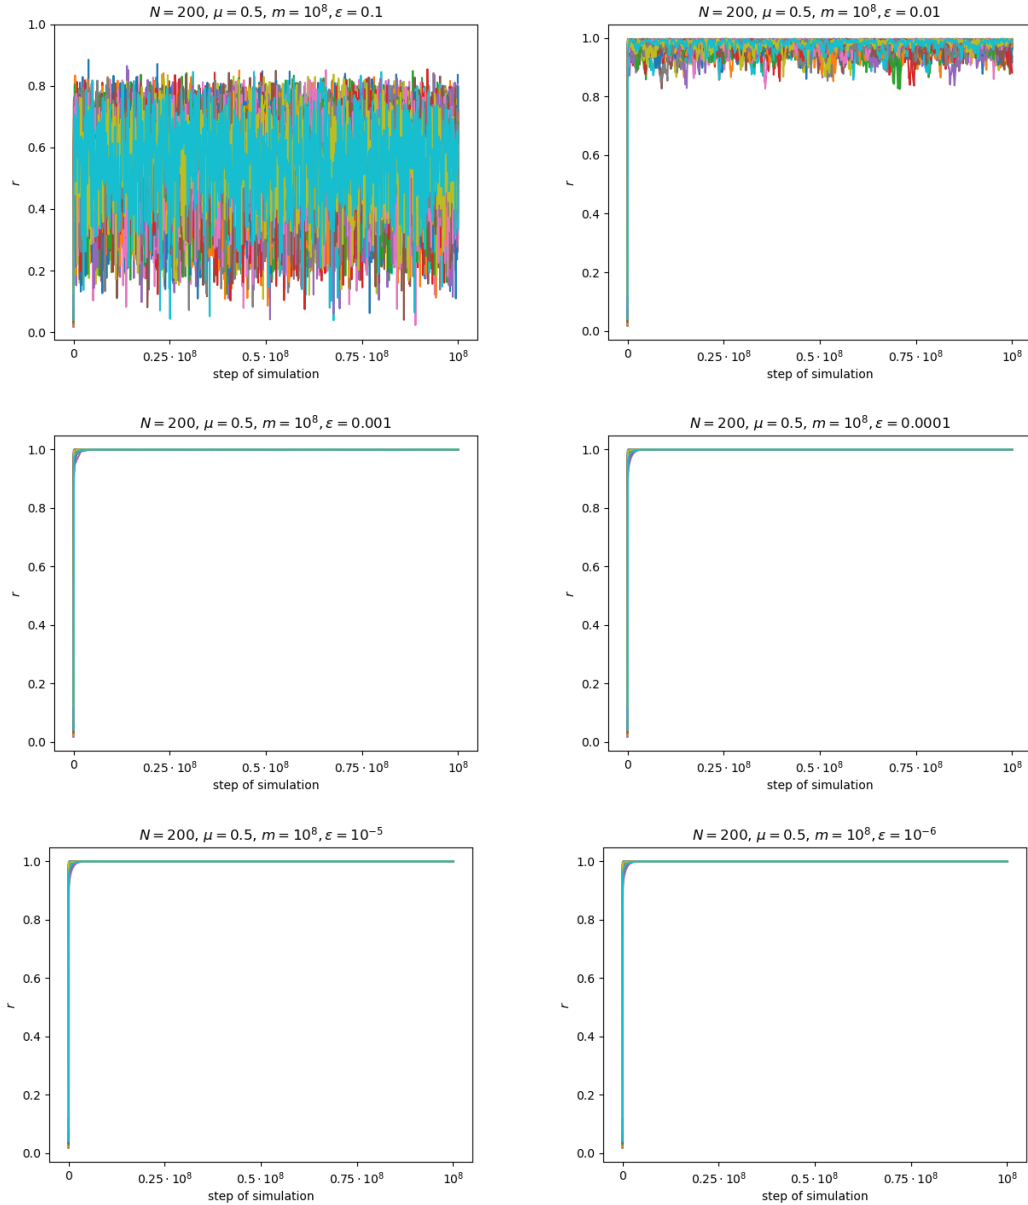 N = 200, μ = 0.5, m = 10⁸, ε = 0.1
1.0
0.8
0.6
0.4
0.2
0.0
r
0 0.25 · 10⁸ 0.5 · 10⁸ 0.75 · 10⁸ 10⁸
step of simulation
N = 200, μ = 0.5, m = 10⁸, ε = 0.01
1.0
0.8
0.6
0.4
0.2
0.0
r
0 0.25 · 10⁸ 0.5 · 10⁸ 0.75 · 10⁸ 10⁸
step of simulation
N = 200, μ = 0.5, m = 10⁸, ε = 0.001
1.0
0.8
0.6
0.4
0.2
0.0
r
0 0.25 · 10⁸ 0.5 · 10⁸ 0.75 · 10⁸ 10⁸
step of simulation
N = 200, μ = 0.5, m = 10⁸, ε = 0.0001
1.0
0.8
0.6
0.4
0.2
0.0
r
0 0.25 · 10⁸ 0.5 · 10⁸ 0.75 · 10⁸ 10⁸
step of simulation
N = 200, μ = 0.5, m = 10⁸, ε = 10⁻⁵
1.0
0.8
0.6
0.4
0.2
0.0
r
0 0.25 · 10⁸ 0.5 · 10⁸ 0.75 · 10⁸ 10⁸
step of simulation
N = 200, μ = 0.5, m = 10⁸, ε = 10⁻⁶
1.0
0.8
0.6
0.4
0.2
0.0
r
0 0.25 · 10⁸ 0.5 · 10⁸ 0.75 · 10⁸ 10⁸
step of simulation